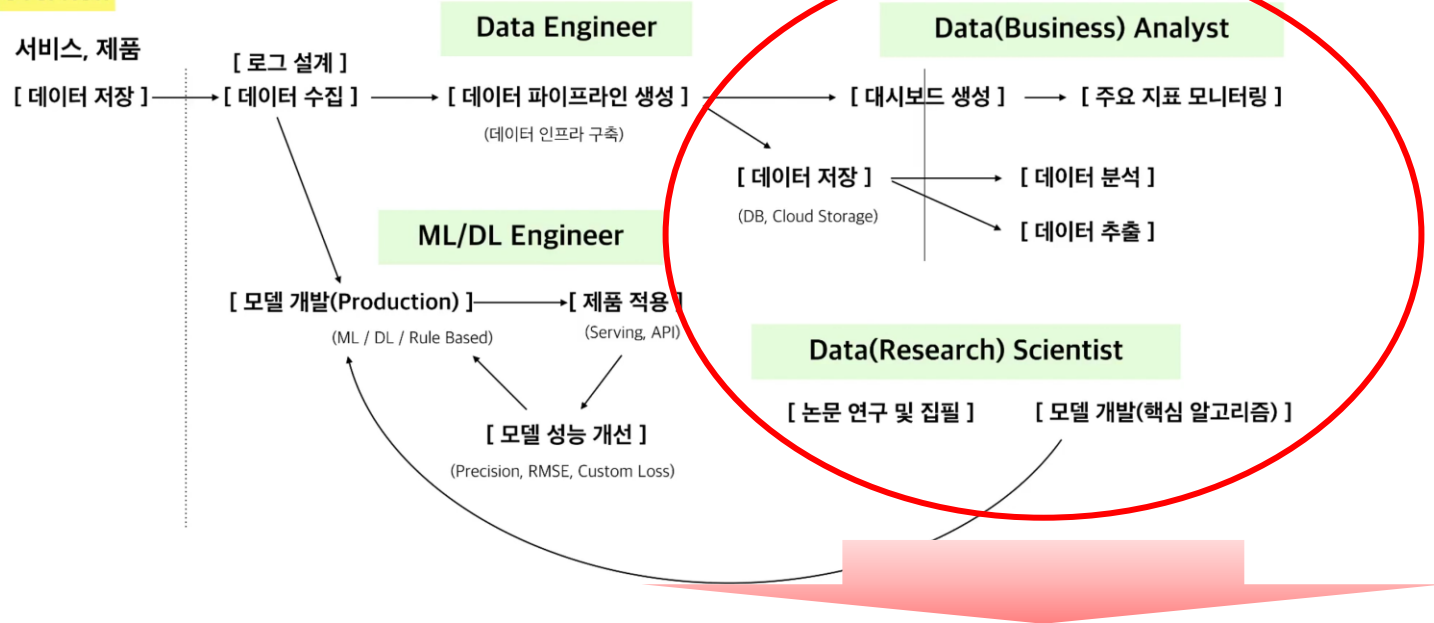 서비스, 제품
[ 데이터 저장 ]
[ 로그 설계 ]
[ 데이터 수집 ]
Data Engineer
[ 데이터 파이프라인 생성 ]
(데이터 인프라 구축)
Data(Business) Analyst
[ 대시보드 생성 ]
[ 주요 지표 모니터링 ]
[ 데이터 저장 ]
(DB, Cloud Storage)
[ 데이터 분석 ]
[ 데이터 추출 ]
ML/DL Engineer
[ 모델 개발(Production) ]
(ML / DL / Rule Based)
[ 제품 적용 ]
(Serving, API)
[ 모델 성능 개선 ]
(Precision, RMSE, Custom Loss)
Data(Research) Scientist
[ 논문 연구 및 집필 ]
[ 모델 개발(핵심 알고리즘) ]